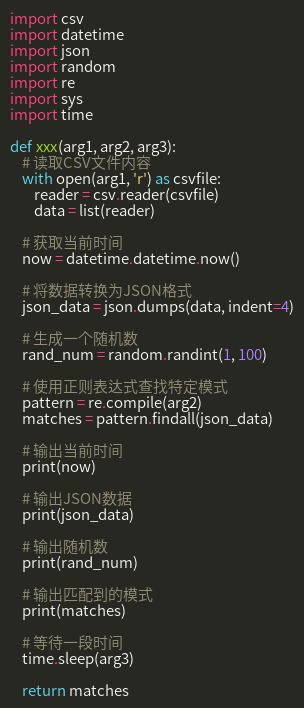 import csv
import datetime
import json
import random
import re
import sys
import time

def xxx(arg1, arg2, arg3):
    # 读取CSV文件内容
    with open(arg1, 'r') as csvfile:
        reader = csv.reader(csvfile)
        data = list(reader)

    # 获取当前时间
    now = datetime.datetime.now()

    # 将数据转换为JSON格式
    json_data = json.dumps(data, indent=4)

    # 生成一个随机数
    rand_num = random.randint(1, 100)

    # 使用正则表达式查找特定模式
    pattern = re.compile(arg2)
    matches = pattern.findall(json_data)

    # 输出当前时间
    print(now)

    # 输出JSON数据
    print(json_data)

    # 输出随机数
    print(rand_num)

    # 输出匹配到的模式
    print(matches)

    # 等待一段时间
    time.sleep(arg3)

    return matches